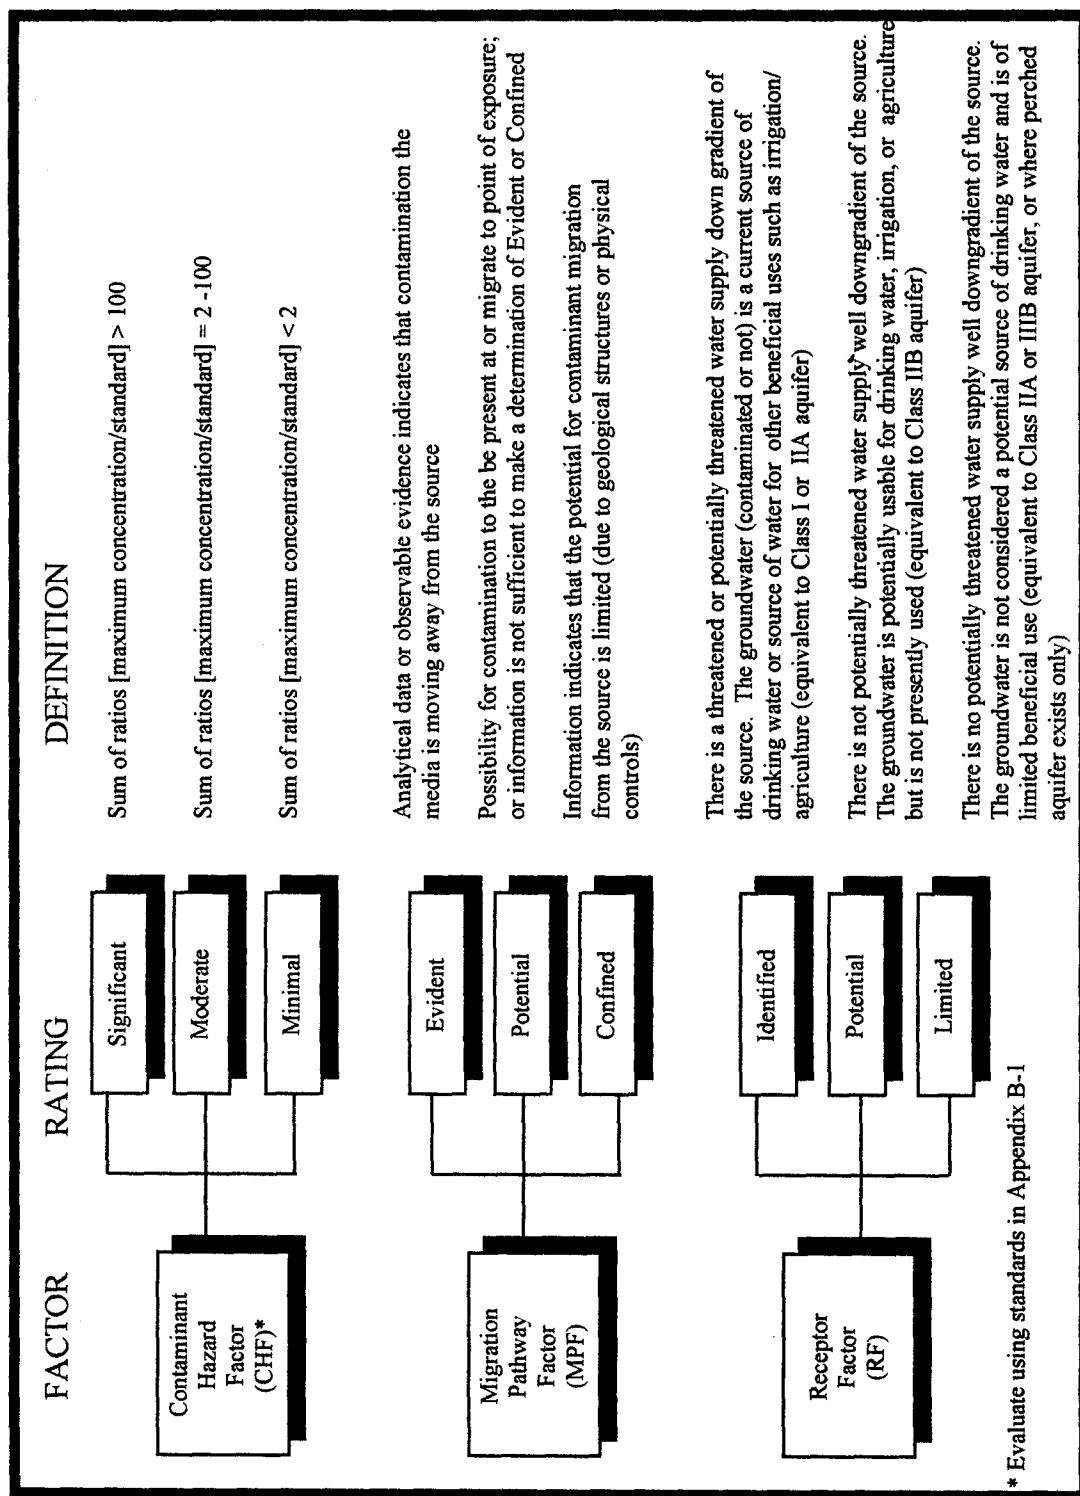 FACTOR
RATING
DEFINITION
Contaminant
Hazard
Factor
(CHF)*
Significant
Sum of ratios [maximum concentration/standard] > 100
Moderate
Sum of ratios [maximum concentration/standard] = 2 -100
Minimal
Sum of ratios [maximum concentration/standard] < 2
Migration
Pathway
Factor
(MPF)
Evident
Analytical data or observable evidence indicates that contamination the
media is moving away from the source
Potential
Possibility for contamination to the be present at or migrate to point of exposure;
or information is not sufficient to make a determination of Evident or Confined
Confined
Information indicates that the potential for contaminant migration
from the source is limited (due to geological structures or physical
controls)
Receptor
Factor
(RF)
Identified
There is a threatened or potentially threatened water supply down gradient of
the source. The groundwater (contaminated or not) is a current source of
drinking water or source of water for other beneficial uses such as irrigation/
agriculture (equivalent to Class I or IIA aquifer)
Potential
There is not potentially threatened water supply well downgradient of the source.
The groundwater is potentially usable for drinking water, irrigation, or agriculture
but is not presently used (equivalent to Class IIB aquifer)
Limited
There is no potentially threatened water supply well downgradient of the source.
The groundwater is not considered a potential source of drinking water and is of
limited beneficial use (equivalent to Class IIA or IIIB aquifer, or where perched
aquifer exists only)
* Evaluate using standards in Appendix B-1